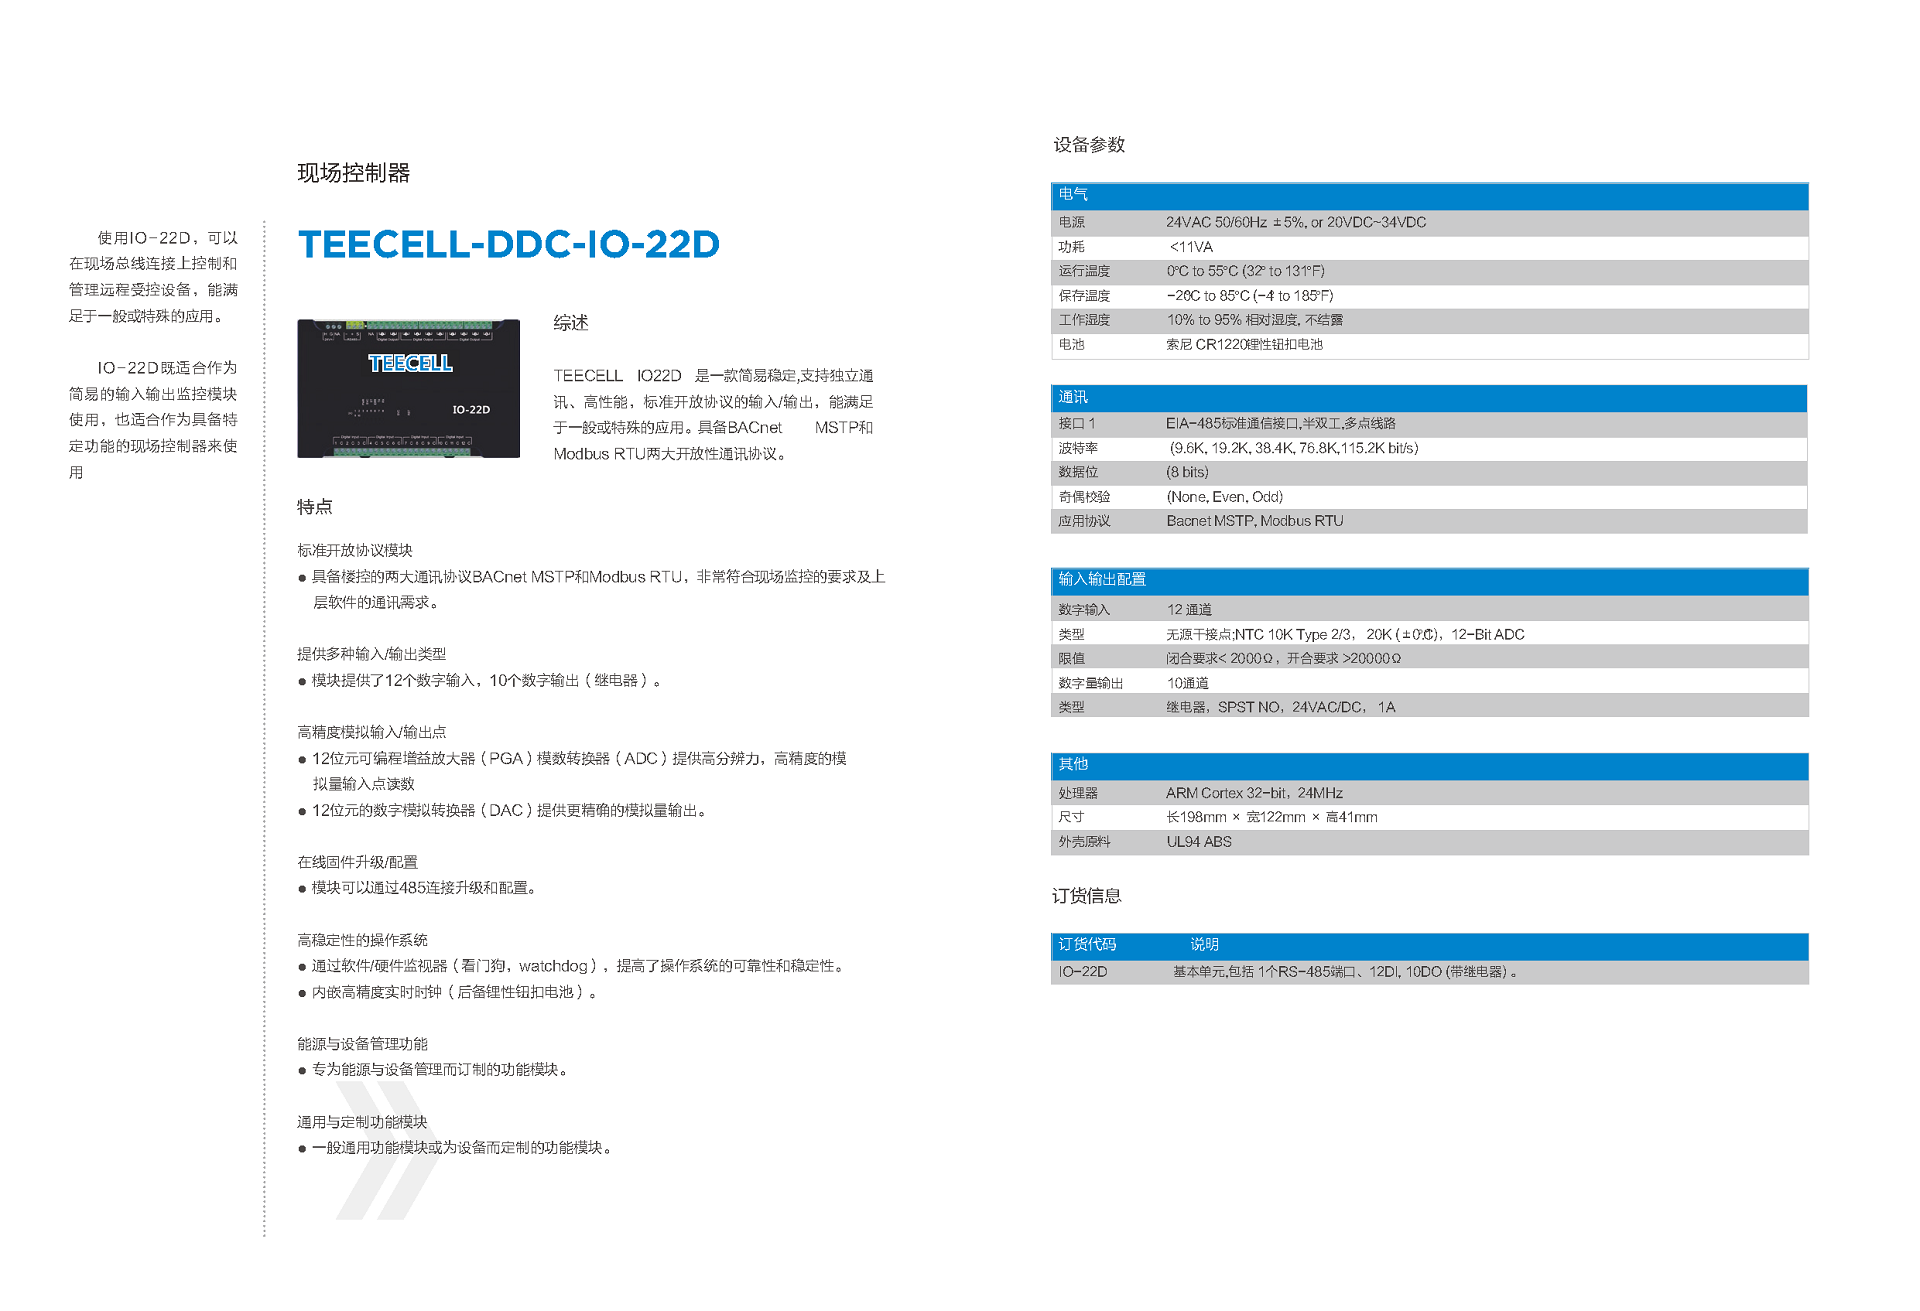 现场控制器
使用IO-22D，可以
在现场总线连接上控制和
管理远程受控设备，能满
足于一般或特殊的应用。
IO-22D既适合作为
简易的输入输出监控模块
使用，也适合作为具备特
定功能的现场控制器来使
用
TEECELL-DDC-IO-22D
TEECELL
IO-22D
Digital Output Digital Output Digital Output
Digital Input Digital Input Digital Input Digital Input
综述
TEECELL IO22D 是一款简易稳定,支持独立通
讯、高性能，标准开放协议的输入/输出，能满足
于一般或特殊的应用。具备BACnet MSTP和
Modbus RTU两大开放性通讯协议。
特点
标准开放协议模块
● 具备楼控的两大通讯协议BACnet MSTP和Modbus RTU，非常符合现场监控的要求及上
层软件的通讯需求。
提供多种输入/输出类型
● 模块提供了12个数字输入，10个数字输出（继电器）。
高精度模拟输入/输出点
● 12位元可编程增益放大器（PGA）模数转换器（ADC）提供高分辨力，高精度的模
拟量输入点读数
● 12位元的数字模拟转换器（DAC）提供更精确的模拟量输出。
在线固件升级/配置
● 模块可以通过485连接升级和配置。
高稳定性的操作系统
● 通过软件/硬件监视器（看门狗，watchdog），提高了操作系统的可靠性和稳定性。
● 内嵌高精度实时时钟（后备锂性钮扣电池）。
能源与设备管理功能
● 专为能源与设备管理而订制的功能模块。
通用与定制功能模块
● 一般通用功能模块或为设备而定制的功能模块。
设备参数
电气
电源 24VAC 50/60Hz ±5%, or 20VDC~34VDC
功耗 <11VA
运行温度 0°C to 55°C (32° to 131°F)
保存温度 -20°C to 85°C (-4° to 185°F)
工作湿度 10% to 95% 相对湿度, 不结露
电池 索尼 CR1220锂性钮扣电池
通讯
接口 1 EIA-485标准通信接口,半双工,多点线路
波特率 (9.6K, 19.2K, 38.4K, 76.8K,115.2K bit/s)
数据位 (8 bits)
奇偶校验 (None, Even, Odd)
应用协议 Bacnet MSTP, Modbus RTU
输入输出配置
数字输入 12 通道
类型 无源干接点;NTC 10K Type 2/3， 20K (±0°C)，12-Bit ADC
限值 闭合要求< 2000Ω，开合要求 >20000Ω
数字量输出 10通道
类型 继电器，SPST NO，24VAC/DC， 1A
其他
处理器 ARM Cortex 32-bit，24MHz
尺寸 长198mm × 宽122mm × 高41mm
外壳原料 UL94 ABS
订货信息
订货代码 说明
IO-22D 基本单元,包括 1个RS-485端口、12DI, 10DO (带继电器) 。